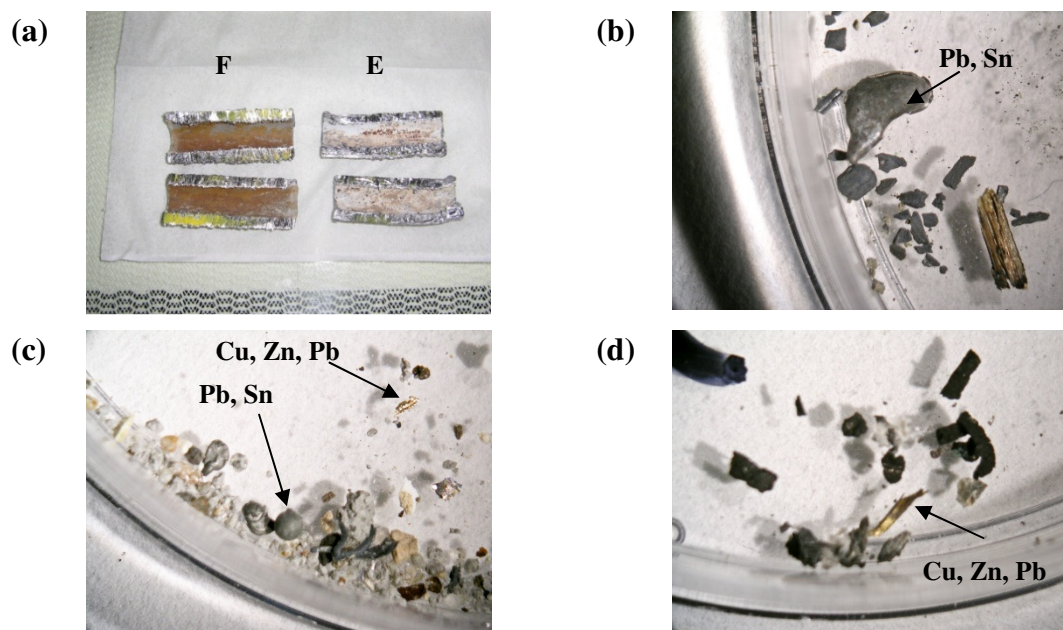 (a)
F
E
(b)
Pb, Sn
(c)
Cu, Zn, Pb
Pb, Sn
(d)
Cu, Zn, Pb